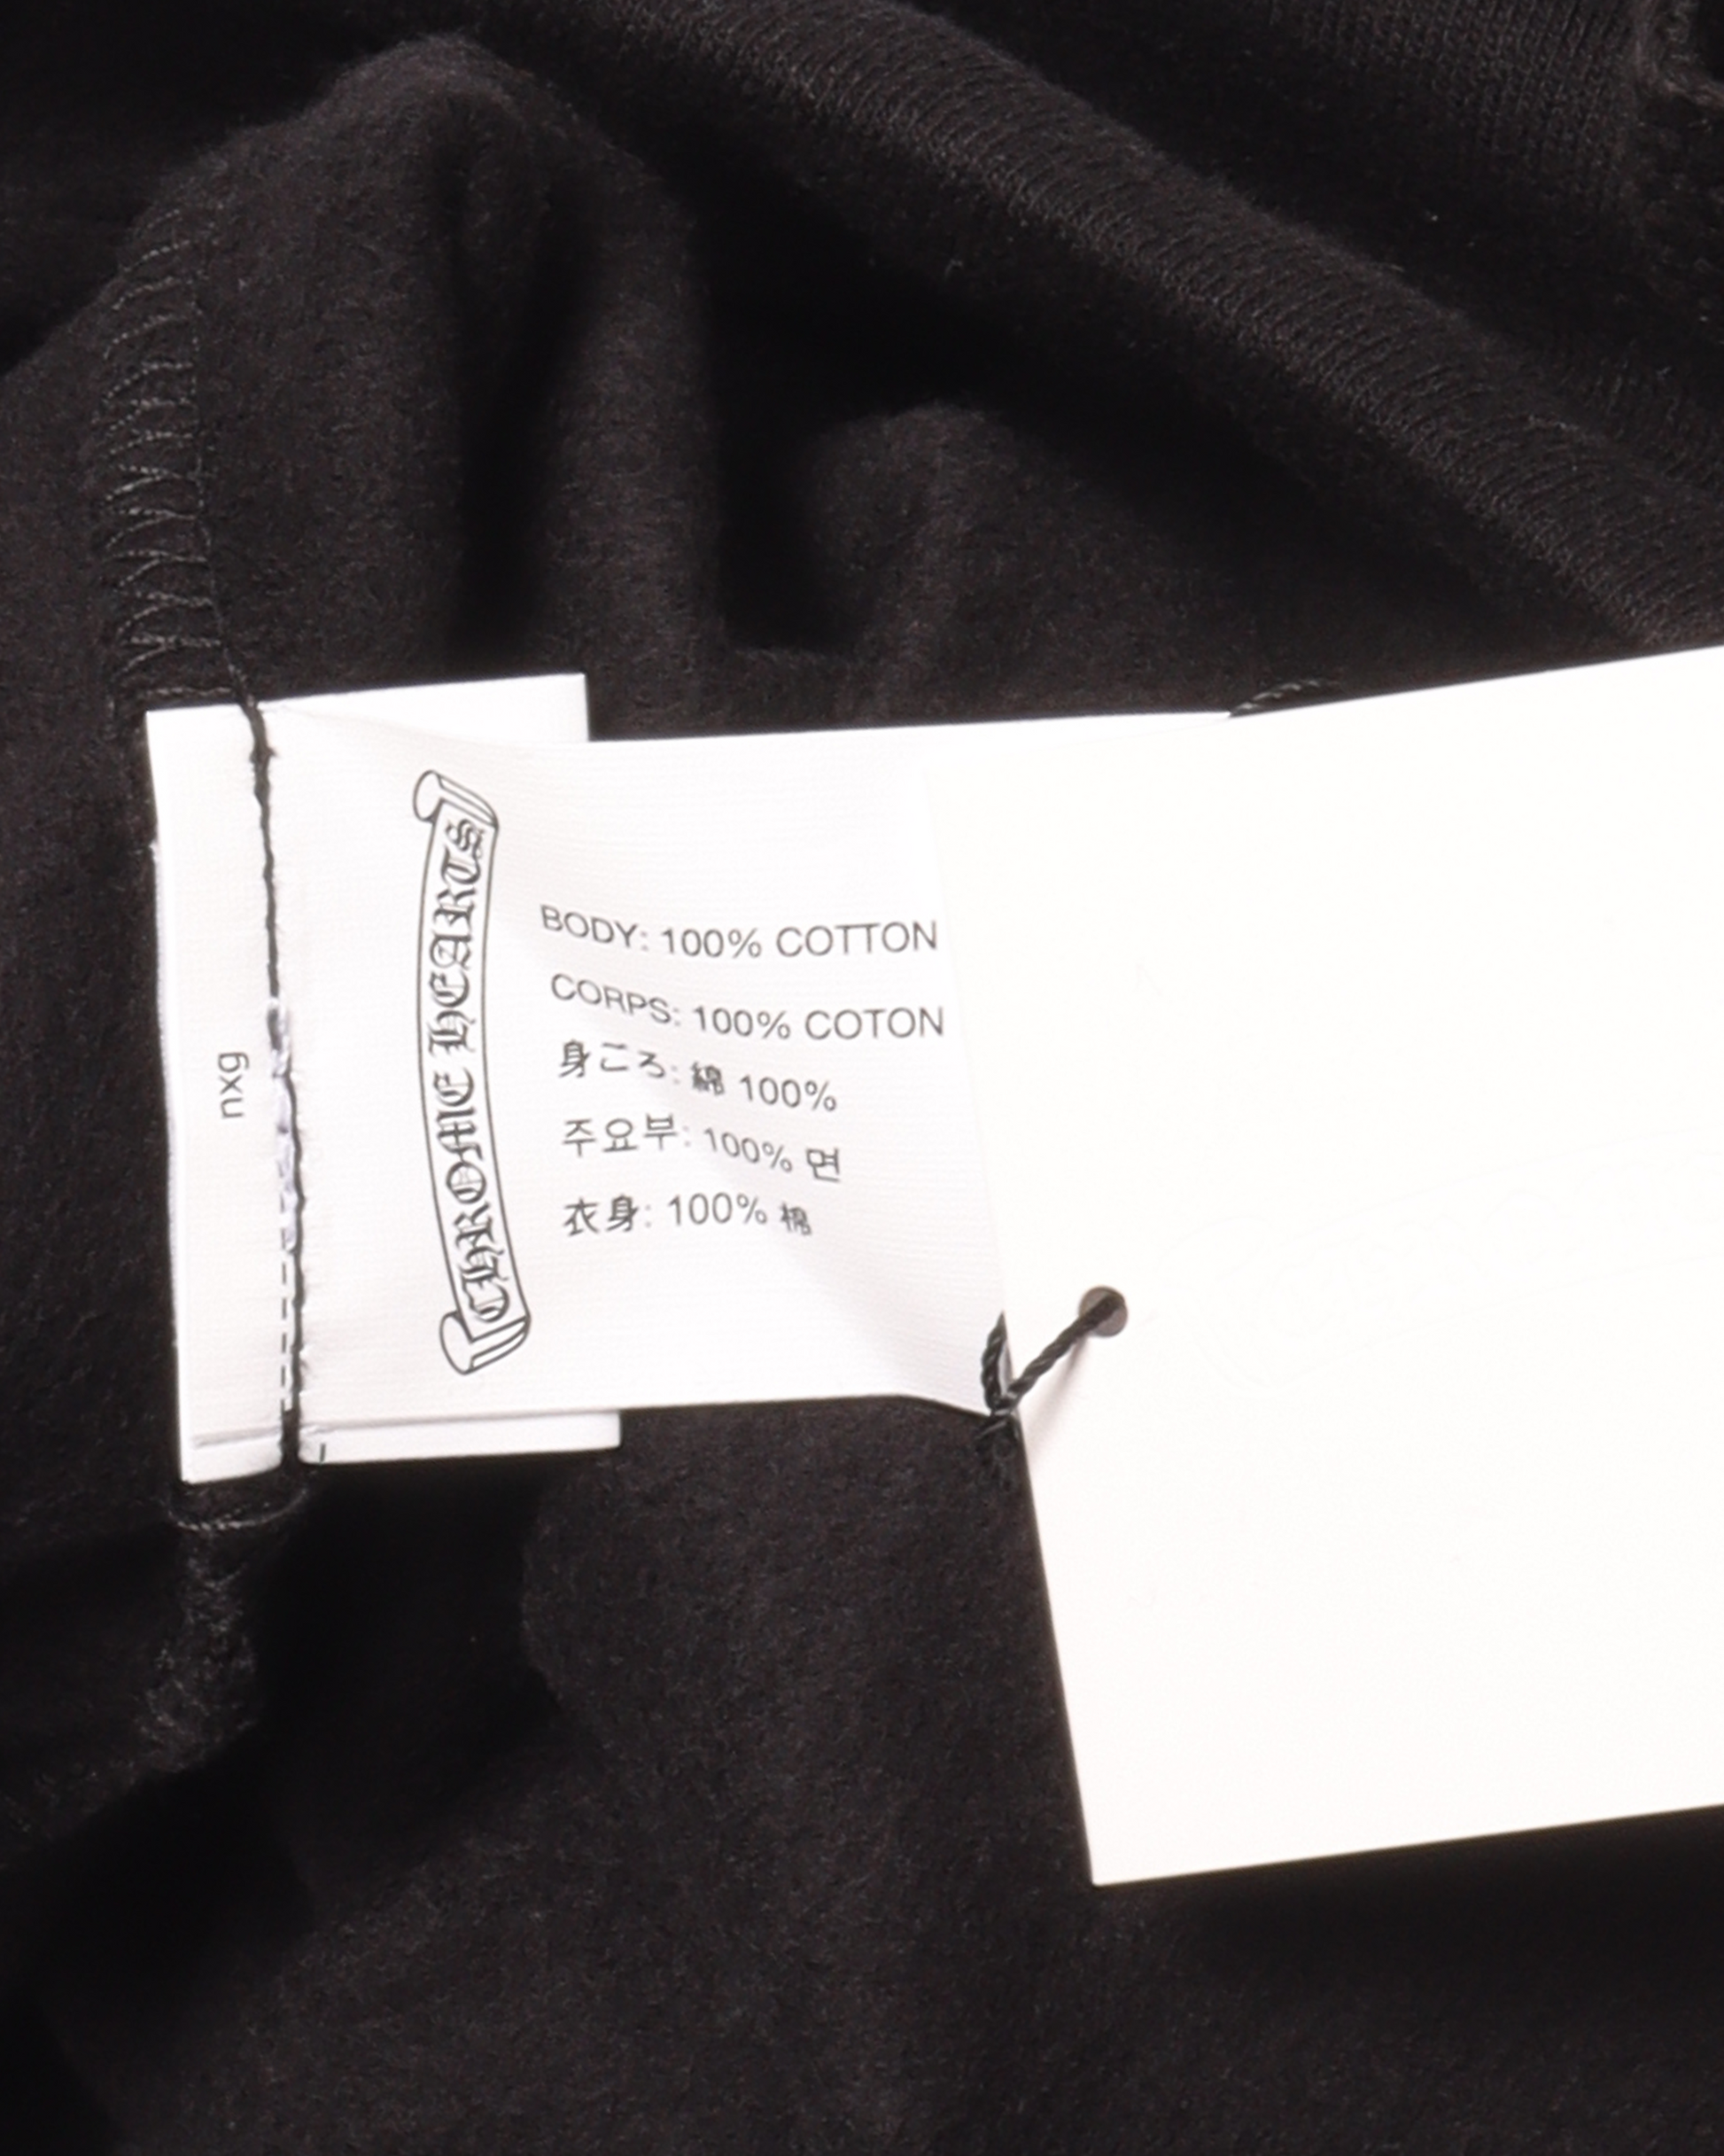 CHROME HEARTS
BODY: 100% COTTON
CORPS: 100% COTON
身ごろ: 綿 100%
주요부: 100% 면
衣身: 100% 棉
nxg